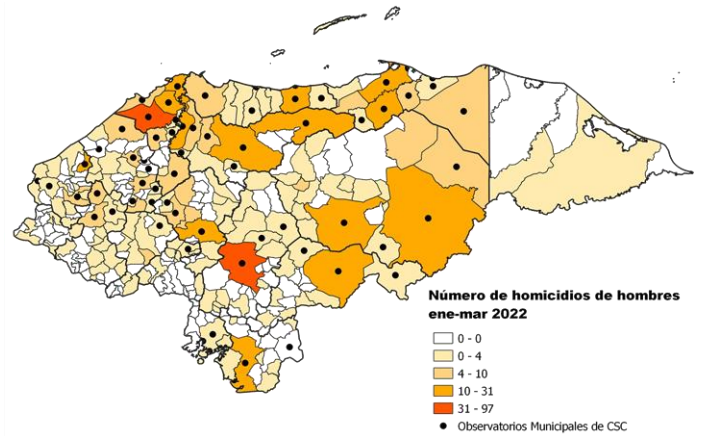 Número de homicidios de hombres
ene-mar 2022
0 - 0
0 - 4
4 - 10
10 - 31
31 - 97
Observatorios Municipales de CSC